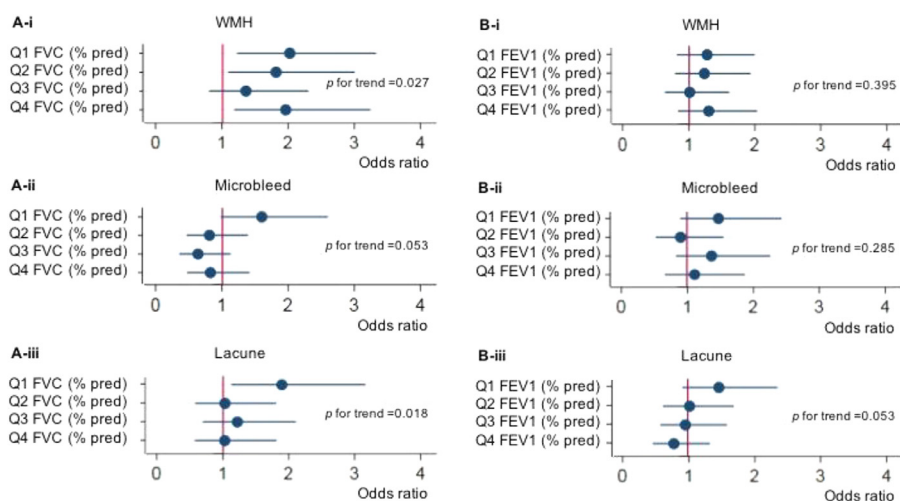 A-i
WMH
Q1 FVC (% pred)
Q2 FVC (% pred)
Q3 FVC (% pred)
Q4 FVC (% pred)
p for trend =0.027
0 1 2 3 4
Odds ratio
B-i
WMH
Q1 FEV1 (% pred)
Q2 FEV1 (% pred)
Q3 FEV1 (% pred)
Q4 FEV1 (% pred)
p for trend =0.395
0 1 2 3 4
Odds ratio
A-ii
Microbleed
Q1 FVC (% pred)
Q2 FVC (% pred)
Q3 FVC (% pred)
Q4 FVC (% pred)
p for trend =0.053
0 1 2 3 4
Odds ratio
B-ii
Microbleed
Q1 FEV1 (% pred)
Q2 FEV1 (% pred)
Q3 FEV1 (% pred)
Q4 FEV1 (% pred)
p for trend =0.285
0 1 2 3 4
Odds ratio
A-iii
Lacune
Q1 FVC (% pred)
Q2 FVC (% pred)
Q3 FVC (% pred)
Q4 FVC (% pred)
p for trend =0.018
0 1 2 3 4
Odds ratio
B-iii
Lacune
Q1 FEV1 (% pred)
Q2 FEV1 (% pred)
Q3 FEV1 (% pred)
Q4 FEV1 (% pred)
p for trend =0.053
0 1 2 3 4
Odds ratio